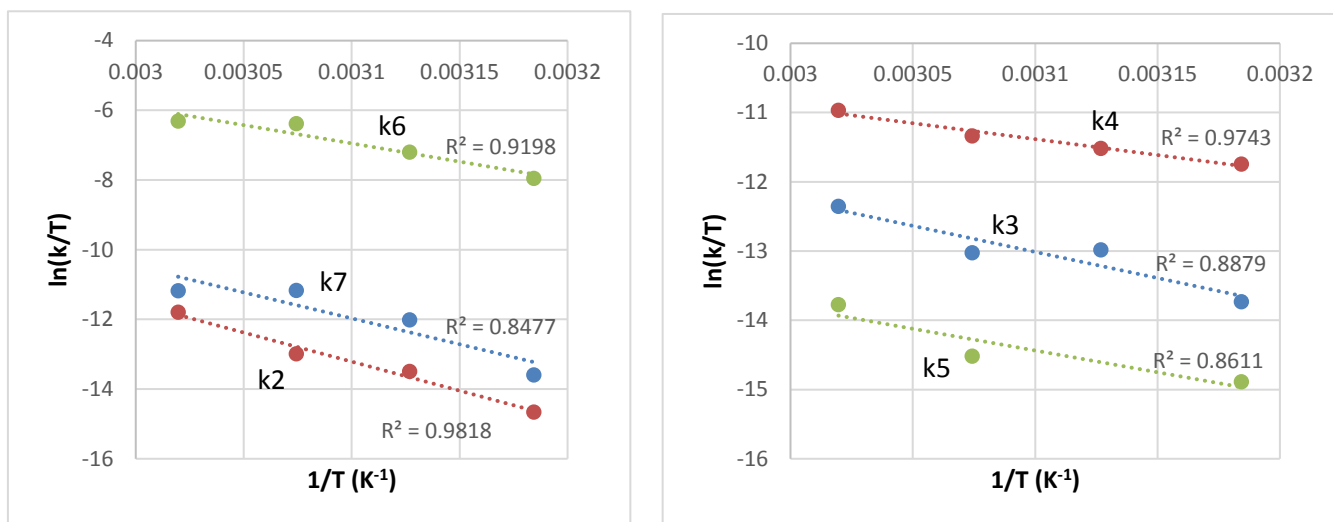 -4
0.003 0.00305 0.0031 0.00315 0.0032
-6
k6
R² = 0.9198
-8
ln(k/T)
-10
k7
-12
R² = 0.8477
k2
-14
R² = 0.9818
-16
1/T (K⁻¹)
-10
0.003 0.00305 0.0031 0.00315 0.0032
-11
k4
R² = 0.9743
-12
ln(k/T)
k3
-13
R² = 0.8879
-14
k5
R² = 0.8611
-15
-16
1/T (K⁻¹)